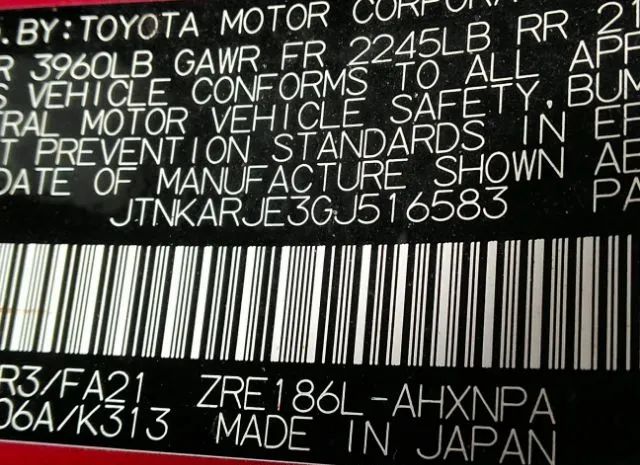 D.BY:TOYOTA MOTOR CORPORA
R 3960LB GAWR FR 2245LB RR 21
S VEHICLE CONFORMS TO ALL APP
TRAL MOTOR VEHICLE SAFETY, BUM
T PREVENTION STANDARDS IN EF
DATE OF MANUFACTURE SHOWN AB
JTNKARJE3GJ516583 PA
R3/FA21 ZRE186L-AHXNPA
06A/K313 MADE IN JAPAN